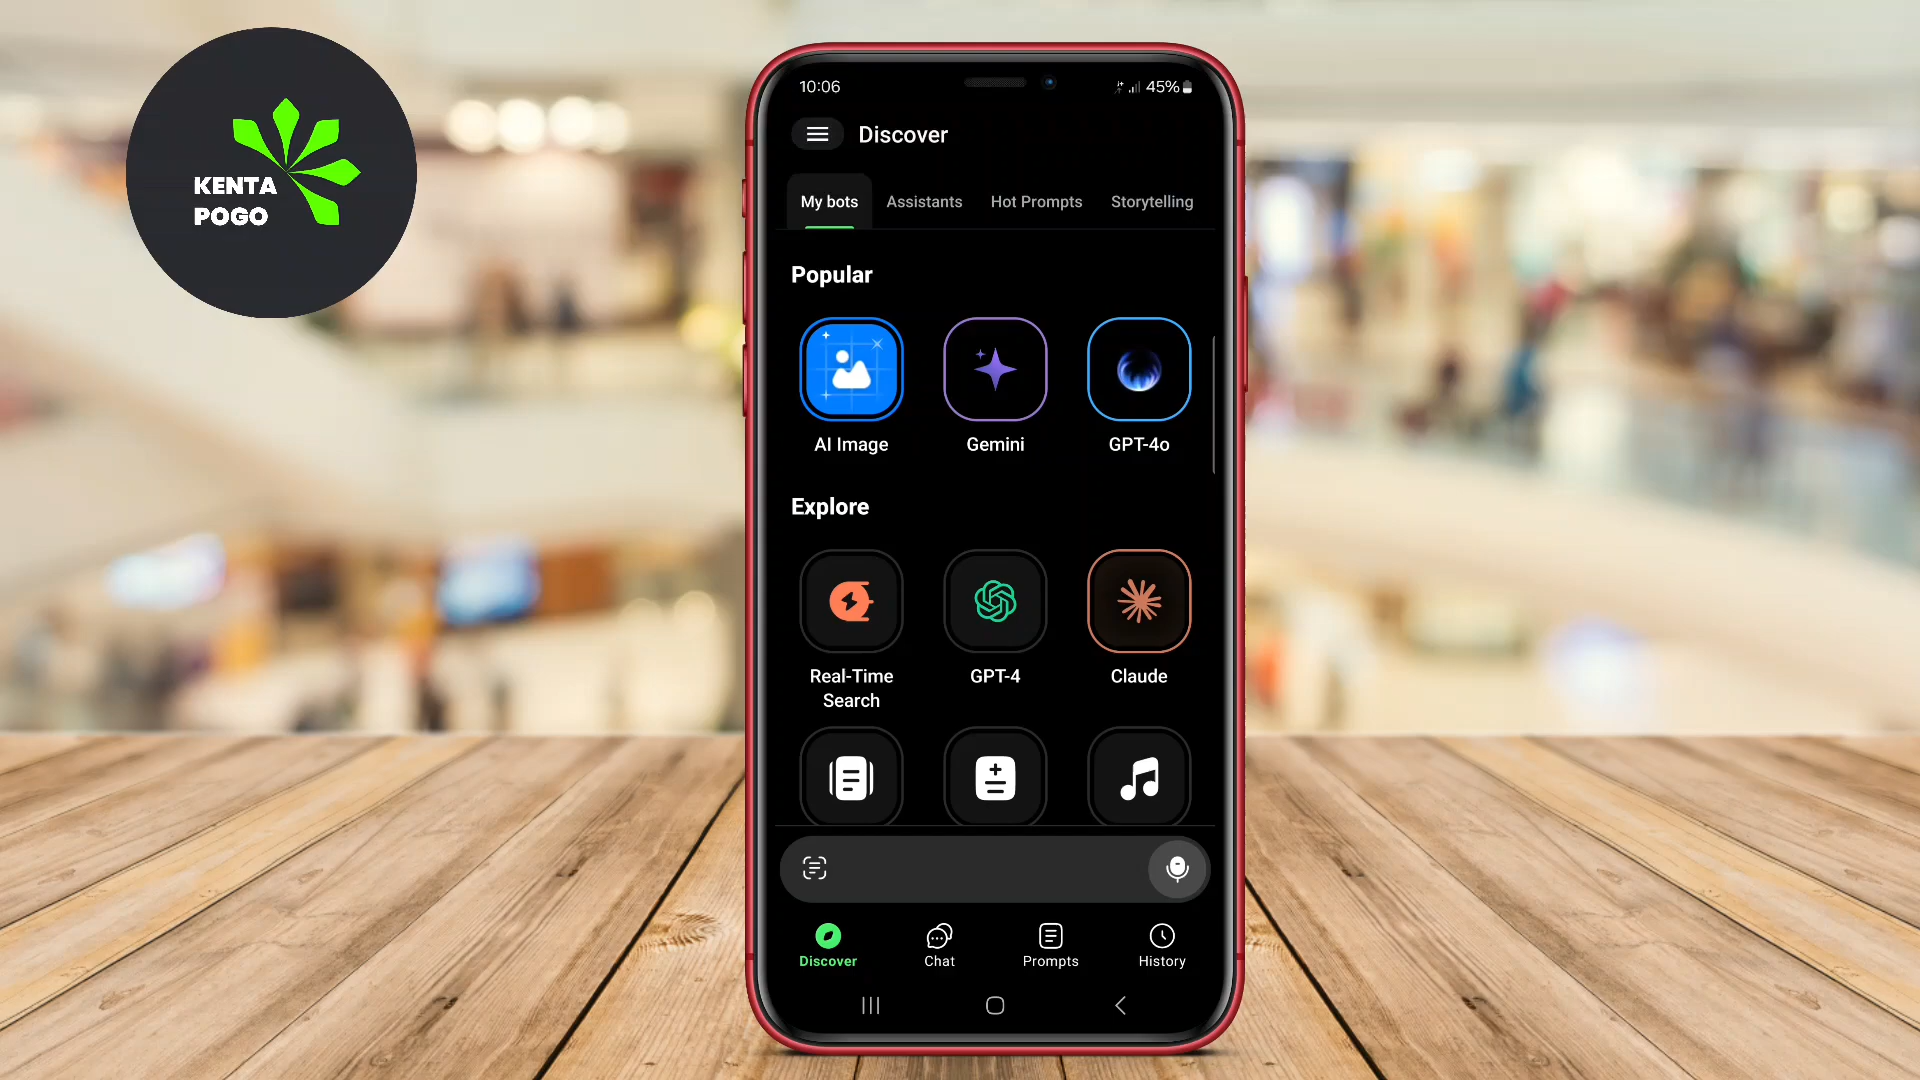 KENTA
POGO
10:06
45%
Discover
My bots
Assistants
Hot Prompts
Storytelling
Popular
AI Image
Gemini
GPT-4o
Explore
Real-Time
Search
GPT-4
Claude
Discover
Chat
Prompts
History